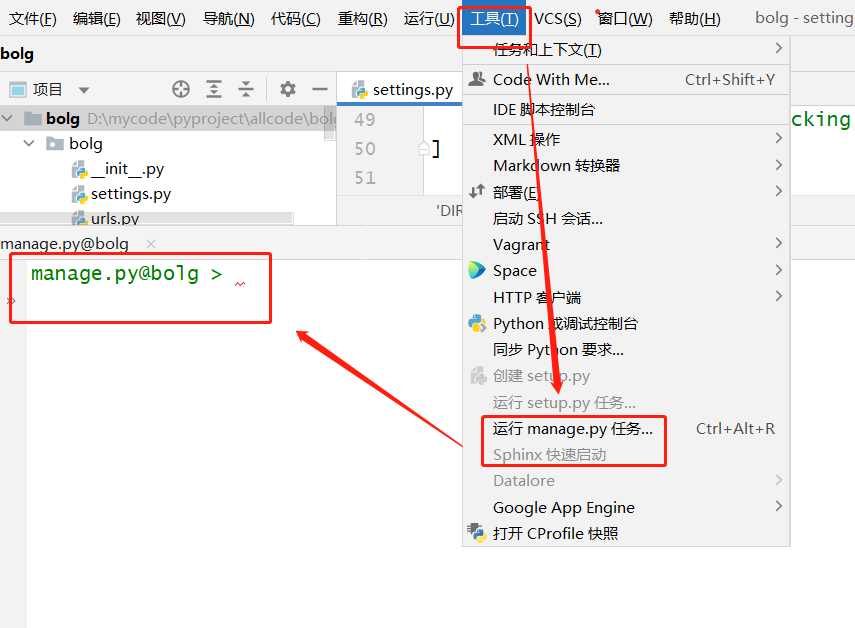 文件(F) 编辑(E) 视图(V) 导航(N) 代码(C) 重构(R) 运行(U) 工具(T) VCS(S) 窗口(W) 帮助(H) bolg - setting
bolg
项目
settings.py
bolg D:\mycode\pyproject\allcode\bolg
bolg
__init__.py
settings.py
urls.py
49
50 ]
51
cking
'DIR
manage.py@bolg
manage.py@bolg >
任务和上下文(T)
Code With Me... Ctrl+Shift+Y
IDE 脚本控制台
XML 操作
Markdown 转换器
部署(E)
启动 SSH 会话...
Vagrant
Space
HTTP 客户端
Python 或调试控制台
同步 Python 要求...
创建 setup.py
运行 setup.py 任务...
运行 manage.py 任务... Ctrl+Alt+R
Sphinx 快速启动
Datalore
Google App Engine
打开 CProfile 快照